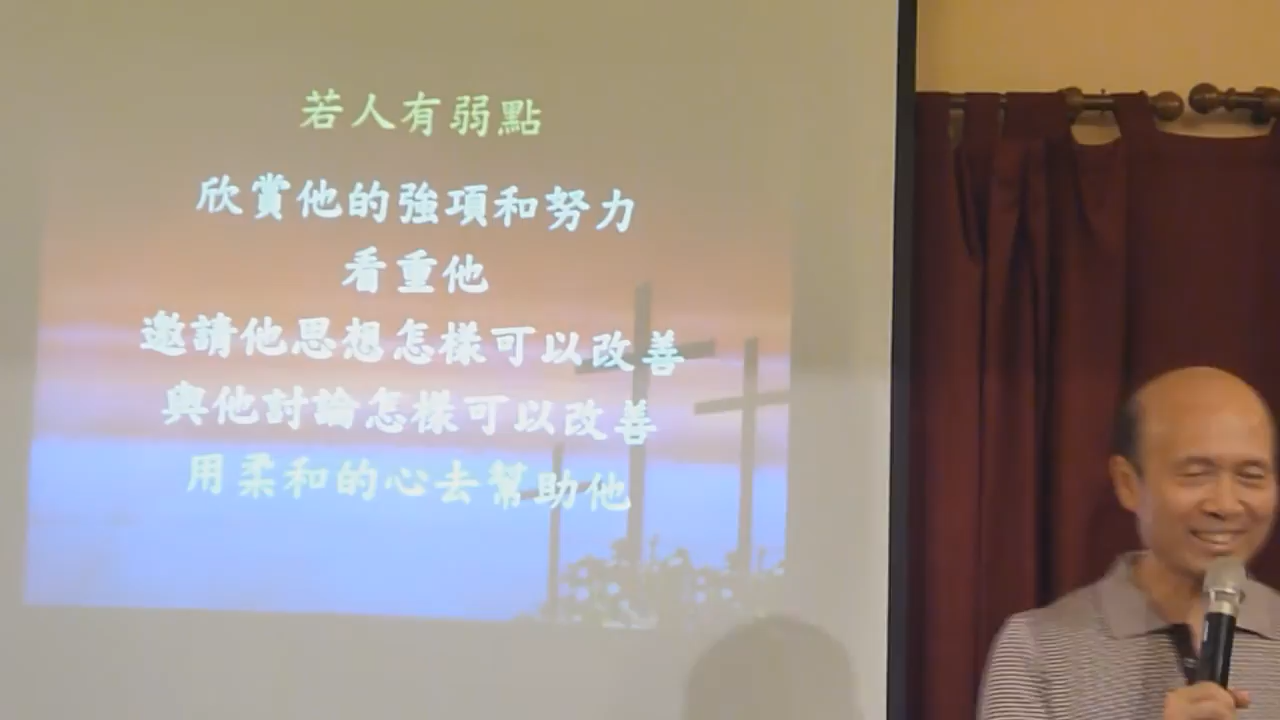 若人有弱點
欣賞他的強項和努力
看重他
邀請他思想怎樣可以改善
與他討論怎樣可以改善
用柔和的心去幫助他